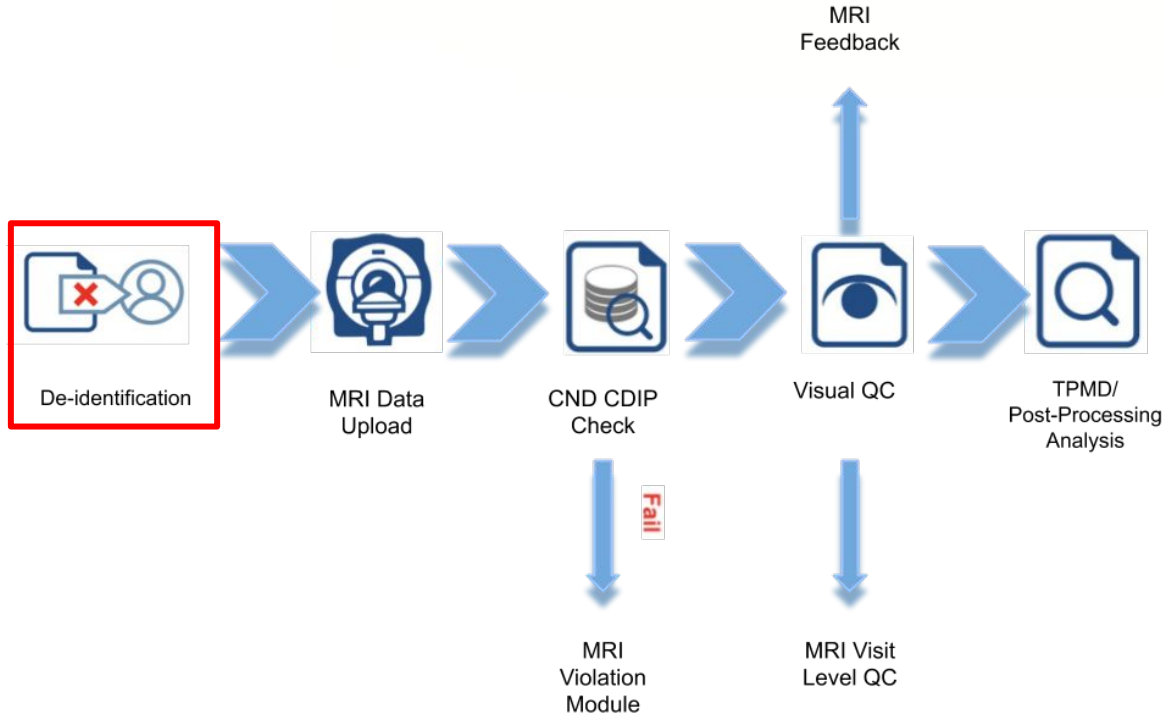 MRI
Feedback
De-identification
MRI Data
Upload
CND CDIP
Check
Visual QC
TPMD/
Post-Processing
Analysis
Fail
MRI
Violation
Module
MRI Visit
Level QC